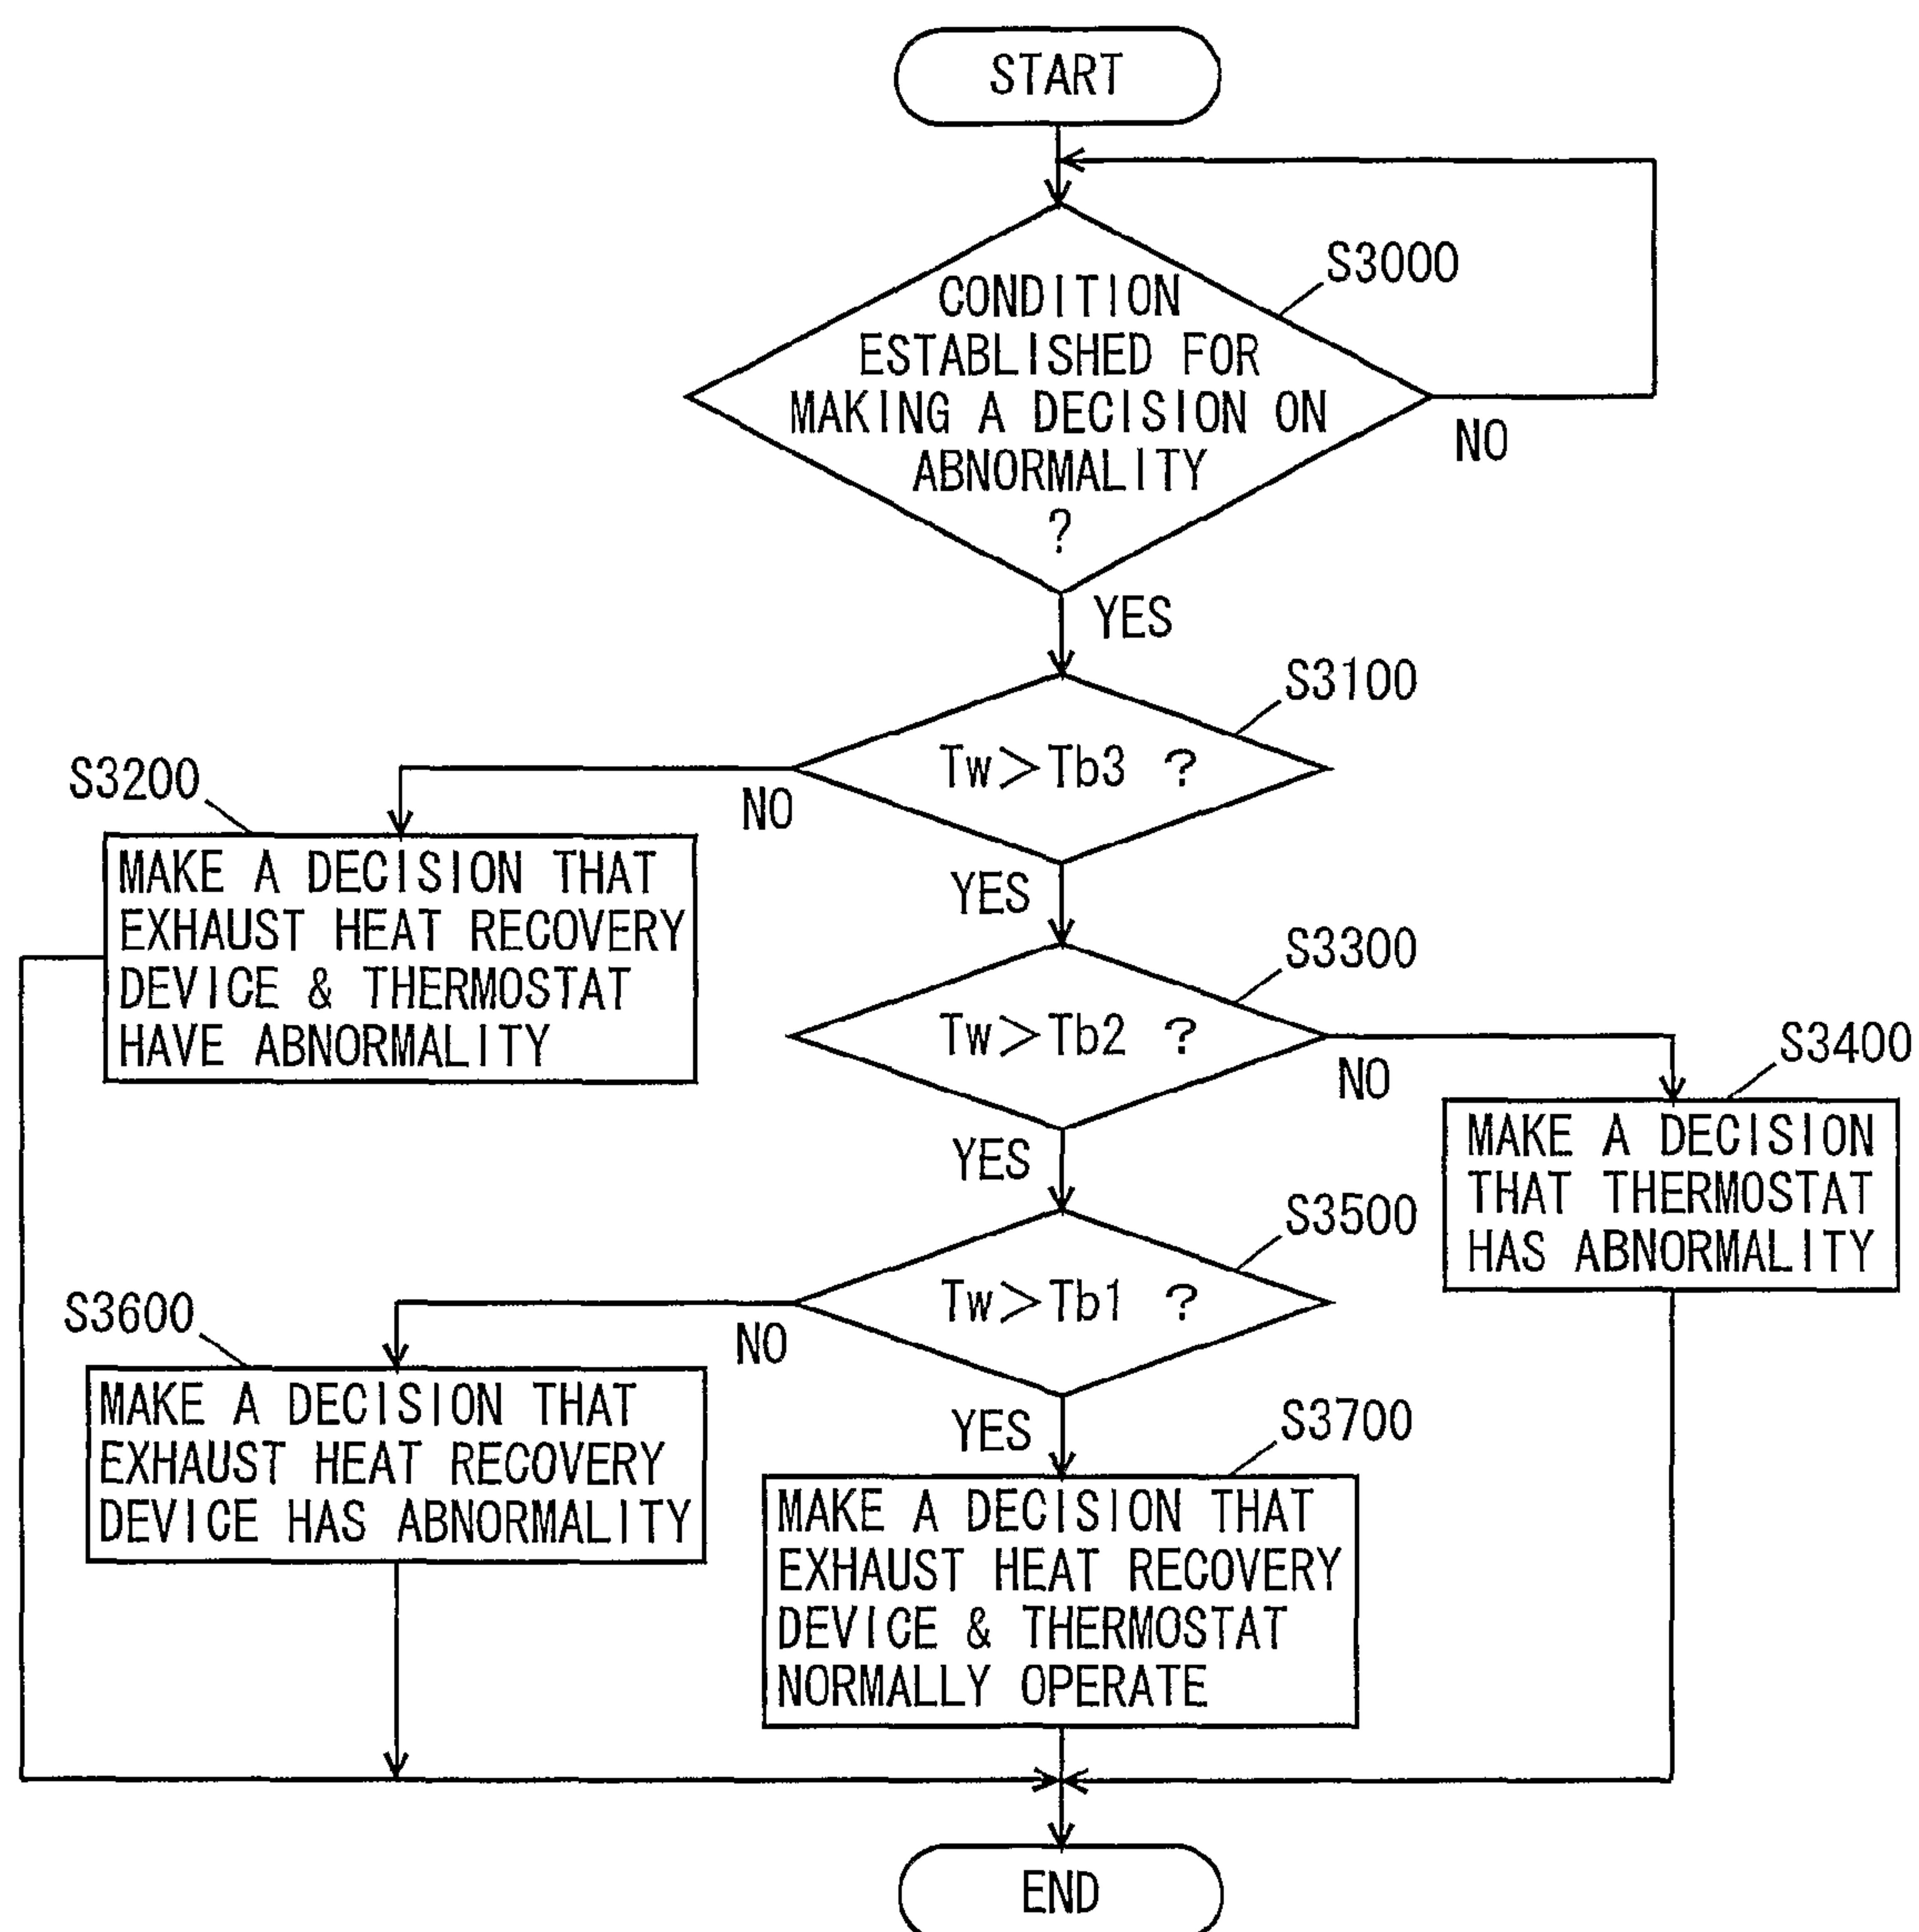 START
S3000
CONDITION
ESTABLISHED FOR
MAKING A DECISION ON
ABNORMALITY
?
NO
YES
S3100
Tw>Tb3 ?
NO
YES
S3200
MAKE A DECISION THAT
EXHAUST HEAT RECOVERY
DEVICE & THERMOSTAT
HAVE ABNORMALITY
S3300
Tw>Tb2 ?
NO
YES
S3400
MAKE A DECISION
THAT THERMOSTAT
HAS ABNORMALITY
S3500
Tw>Tb1 ?
NO
YES
S3600
MAKE A DECISION THAT
EXHAUST HEAT RECOVERY
DEVICE HAS ABNORMALITY
S3700
MAKE A DECISION THAT
EXHAUST HEAT RECOVERY
DEVICE & THERMOSTAT
NORMALLY OPERATE
END